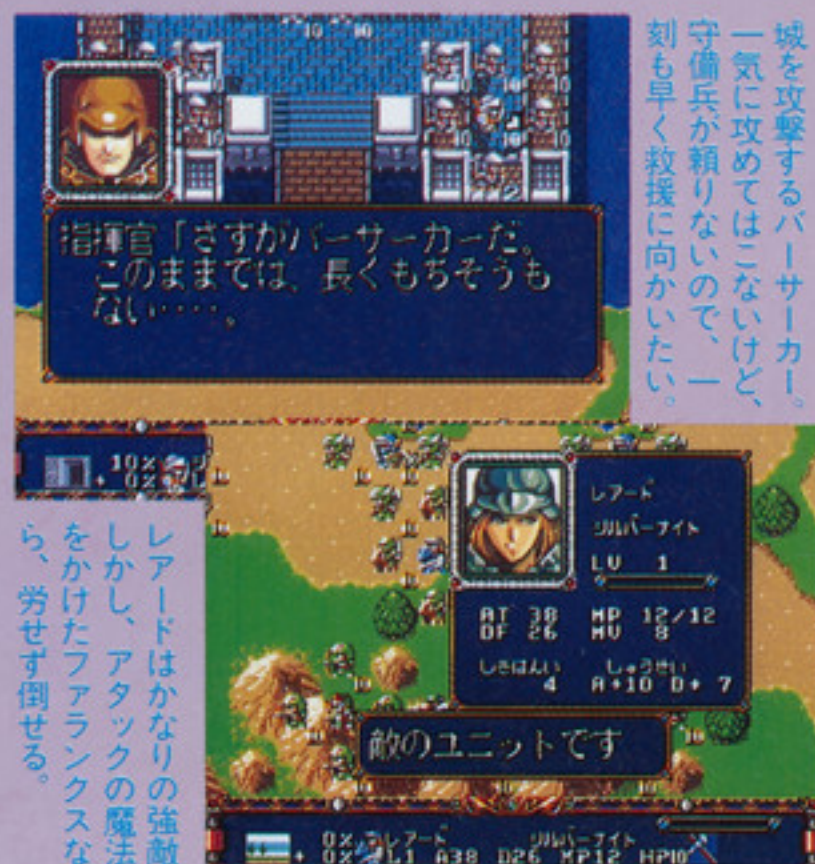 城を攻撃するバーサーカー。
一気に攻めてはこないけど、
守備兵が頼りないので、一
刻も早く救援に向かいたい。
10 10
指揮官「さすがバーサーカーだ。
このままでは、長くもちそうも
ない‥‥。
10%
+ 0%
レアード
シルバーナイト
LV 1
AT 38 MP 12/12
DF 26 MV 8
しきはんい しゅうせい
4 A+10 D+ 7
敵のユニットです
0% レアード シルバーナイト
+ 0% L1 A38 D26 MP12 HP10
レアードはかなりの強敵
しかし、アタックの魔法
をかけたファランクスな
ら、労せず倒せる。